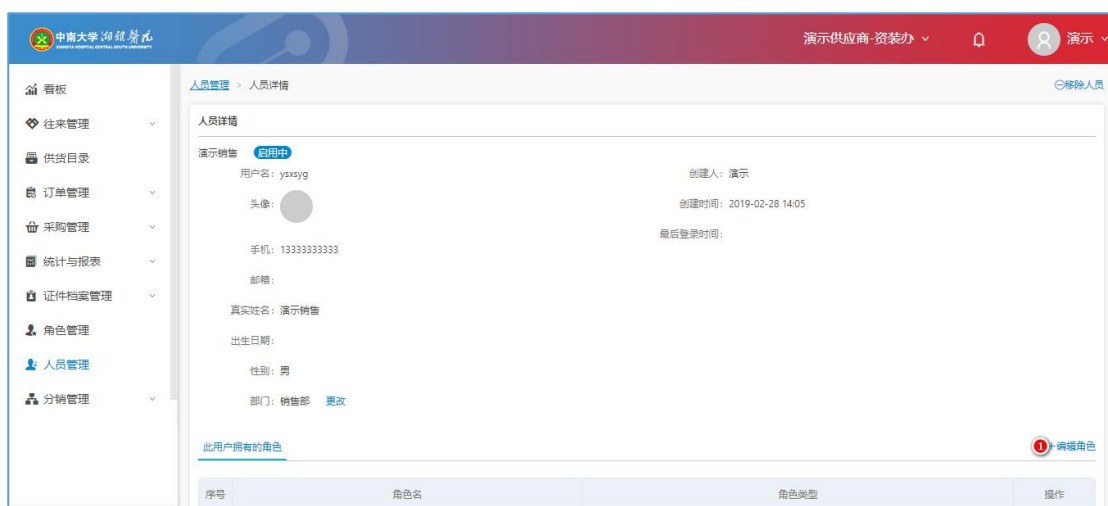 中南大学湘雅醫院
XIANGYA HOSPITAL CENTRAL SOUTH UNIVERSITY
演示供应商-资装办
演示
看板
往来管理
供货目录
订单管理
采购管理
统计与报表
证件档案管理
角色管理
人员管理
分销管理
人员管理 > 人员详情
移除人员
人员详情
演示销售 启用中
用户名: ysxsyg
创建人: 演示
头像:
创建时间: 2019-02-28 14:05
最后登录时间:
手机: 13333333333
邮箱:
真实姓名: 演示销售
出生日期:
性别: 男
部门: 销售部 更改
此用户拥有的角色
1 +编辑角色
序号 角色名 角色类型 操作